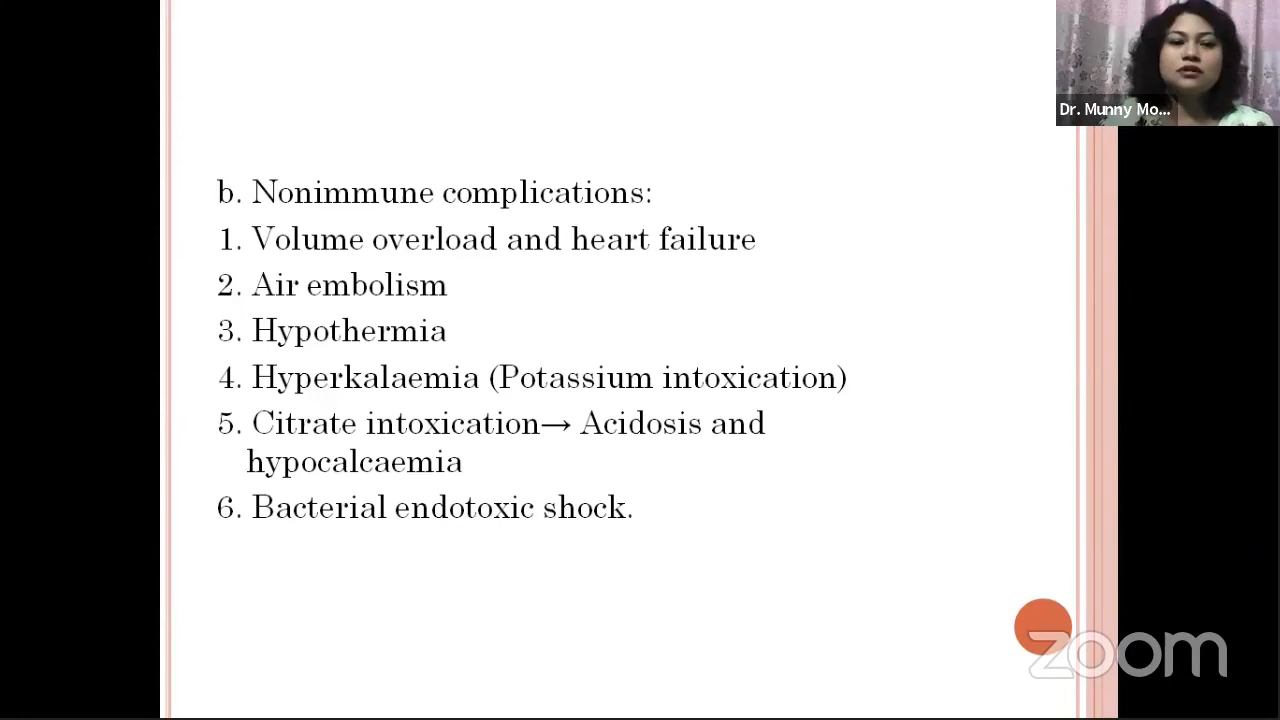 Dr. Munny Mo...
b. Nonimmune complications:
1. Volume overload and heart failure
2. Air embolism
3. Hypothermia
4. Hyperkalaemia (Potassium intoxication)
5. Citrate intoxication→ Acidosis and
hypocalcaemia
6. Bacterial endotoxic shock.
zoom